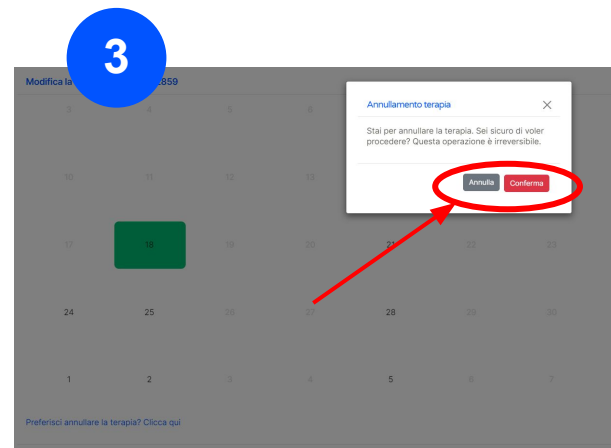 3
Modifica la 859
Annullamento terapia
Stai per annullare la terapia. Sei sicuro di voler
procedere? Questa operazione è irreversibile.
Annulla Conferma
3 4 5 6
10 11 12 13
17 18 19 20 21 22 23
24 25 26 27 28 29 30
1 2 3 4 5 6 7
Preferisci annullare la terapia? Clicca qui